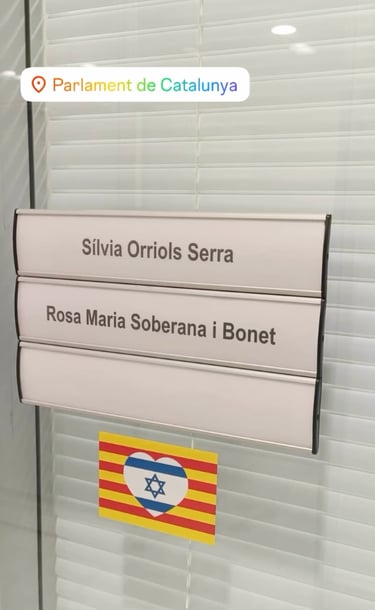 Parlament de Catalunya
Sílvia Orriols Serra
Rosa Maria Soberana i Bonet